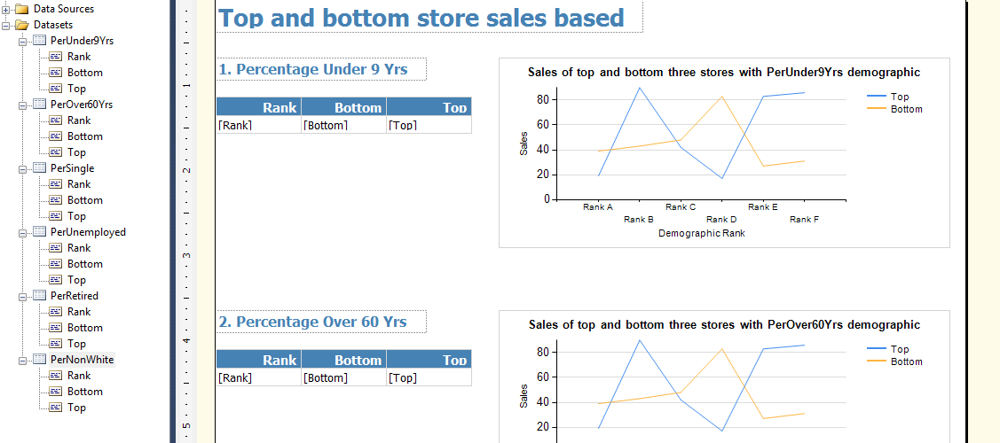 Data Sources
Datasets
PerUnder9Yrs
Rank
Bottom
Top
PerOver60Yrs
Rank
Bottom
Top
PerSingle
Rank
Bottom
Top
PerUnemployed
Rank
Bottom
Top
PerRetired
Rank
Bottom
Top
PerNonWhite
Rank
Bottom
Top
1
2
3
4
5
Top and bottom store sales based
1. Percentage Under 9 Yrs
Rank Bottom Top
[Rank] [Bottom] [Top]
Sales of top and bottom three stores with PerUnder9Yrs demographic
Top
Bottom
80
60
40
20
0
Sales
Rank A Rank C Rank E
Rank B Rank D Rank F
Demographic Rank
2. Percentage Over 60 Yrs
Rank Bottom Top
[Rank] [Bottom] [Top]
Sales of top and bottom three stores with PerOver60Yrs demographic
Top
Bottom
80
60
40
20
Sales